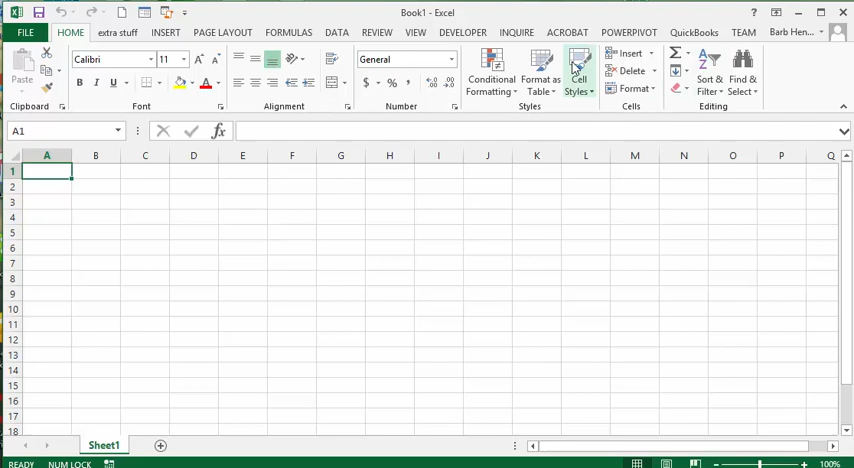 Book1 - Excel
FILE HOME extra stuff INSERT PAGE LAYOUT FORMULAS DATA REVIEW VIEW DEVELOPER INQUIRE ACROBAT POWERPIVOT QuickBooks TEAM Barb Hen...
Calibri 11 General
Insert
Delete
Format
Paste
B I U A $ % ,
Conditional Formatting
Format as Table
Cell Styles
Sort & Filter
Find & Select
Clipboard Font Alignment Number Styles Cells Editing
A1 fx
A B C D E F G H I J K L M N O P Q
1
2
3
4
5
6
7
8
9
10
11
12
13
14
15
16
17
18
Sheet1
READY NUM LOCK 100%